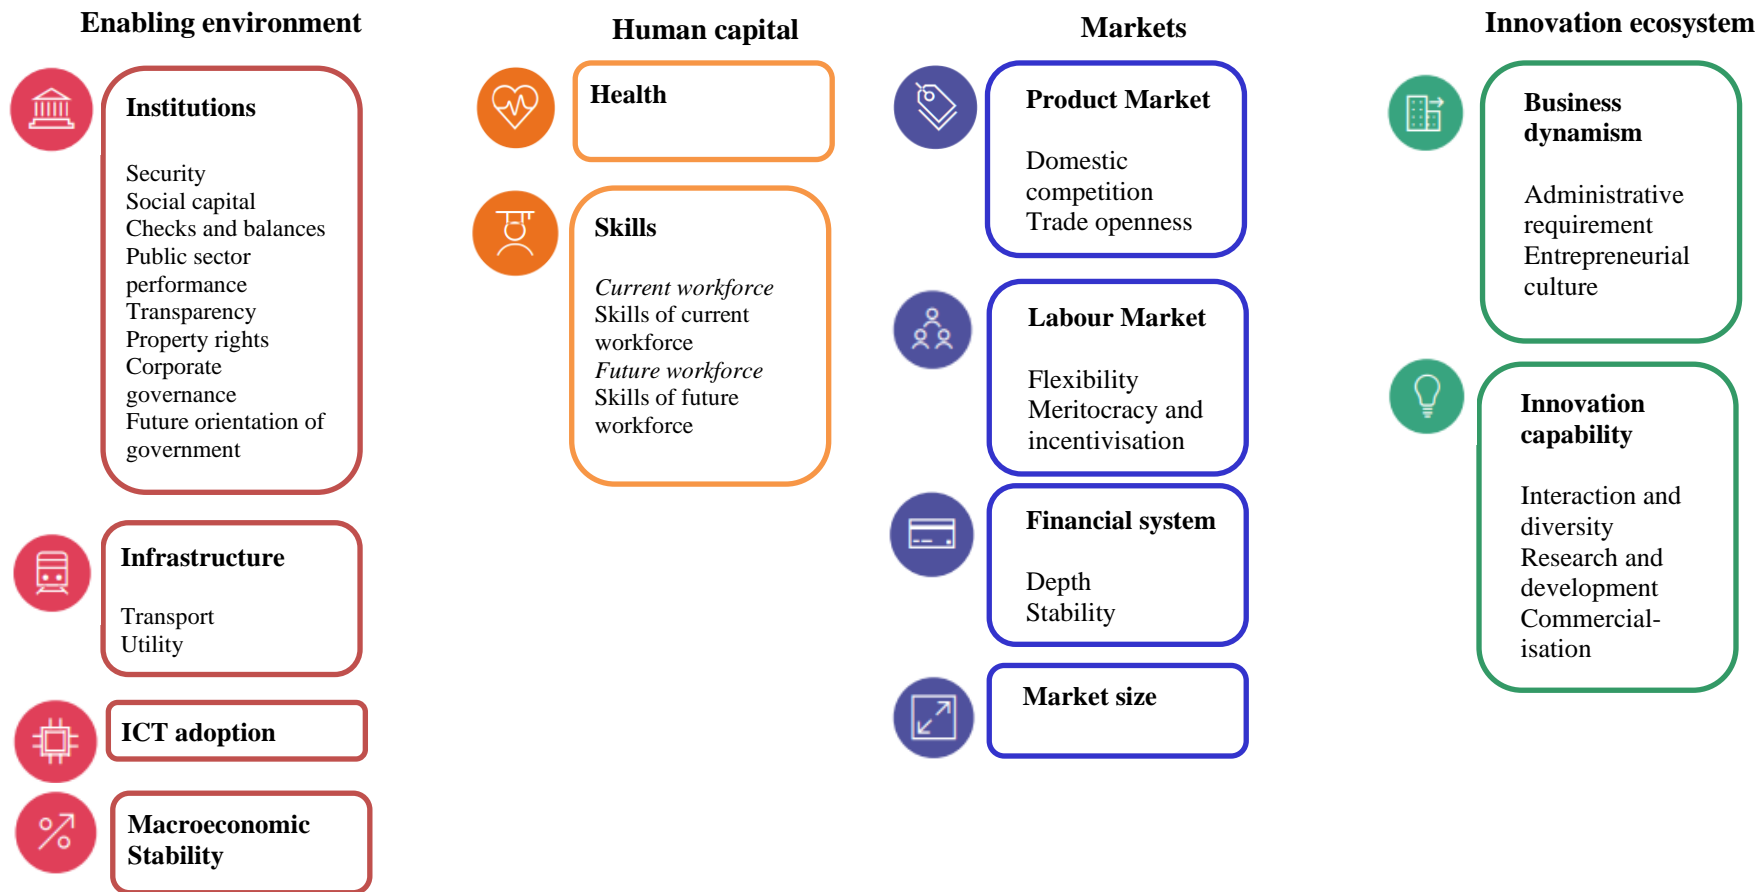 Enabling environment
Institutions
Security
Social capital
Checks and balances
Public sector
performance
Transparency
Property rights
Corporate
governance
Future orientation of
government
Infrastructure
Transport
Utility
ICT adoption
Macroeconomic
Stability
Human capital
Health
Skills
Current workforce
Skills of current
workforce
Future workforce
Skills of future
workforce
Markets
Product Market
Domestic
competition
Trade openness
Labour Market
Flexibility
Meritocracy and
incentivisation
Financial system
Depth
Stability
Market size
Innovation ecosystem
Business
dynamism
Administrative
requirement
Entrepreneurial
culture
Innovation
capability
Interaction and
diversity
Research and
development
Commercial-
isation